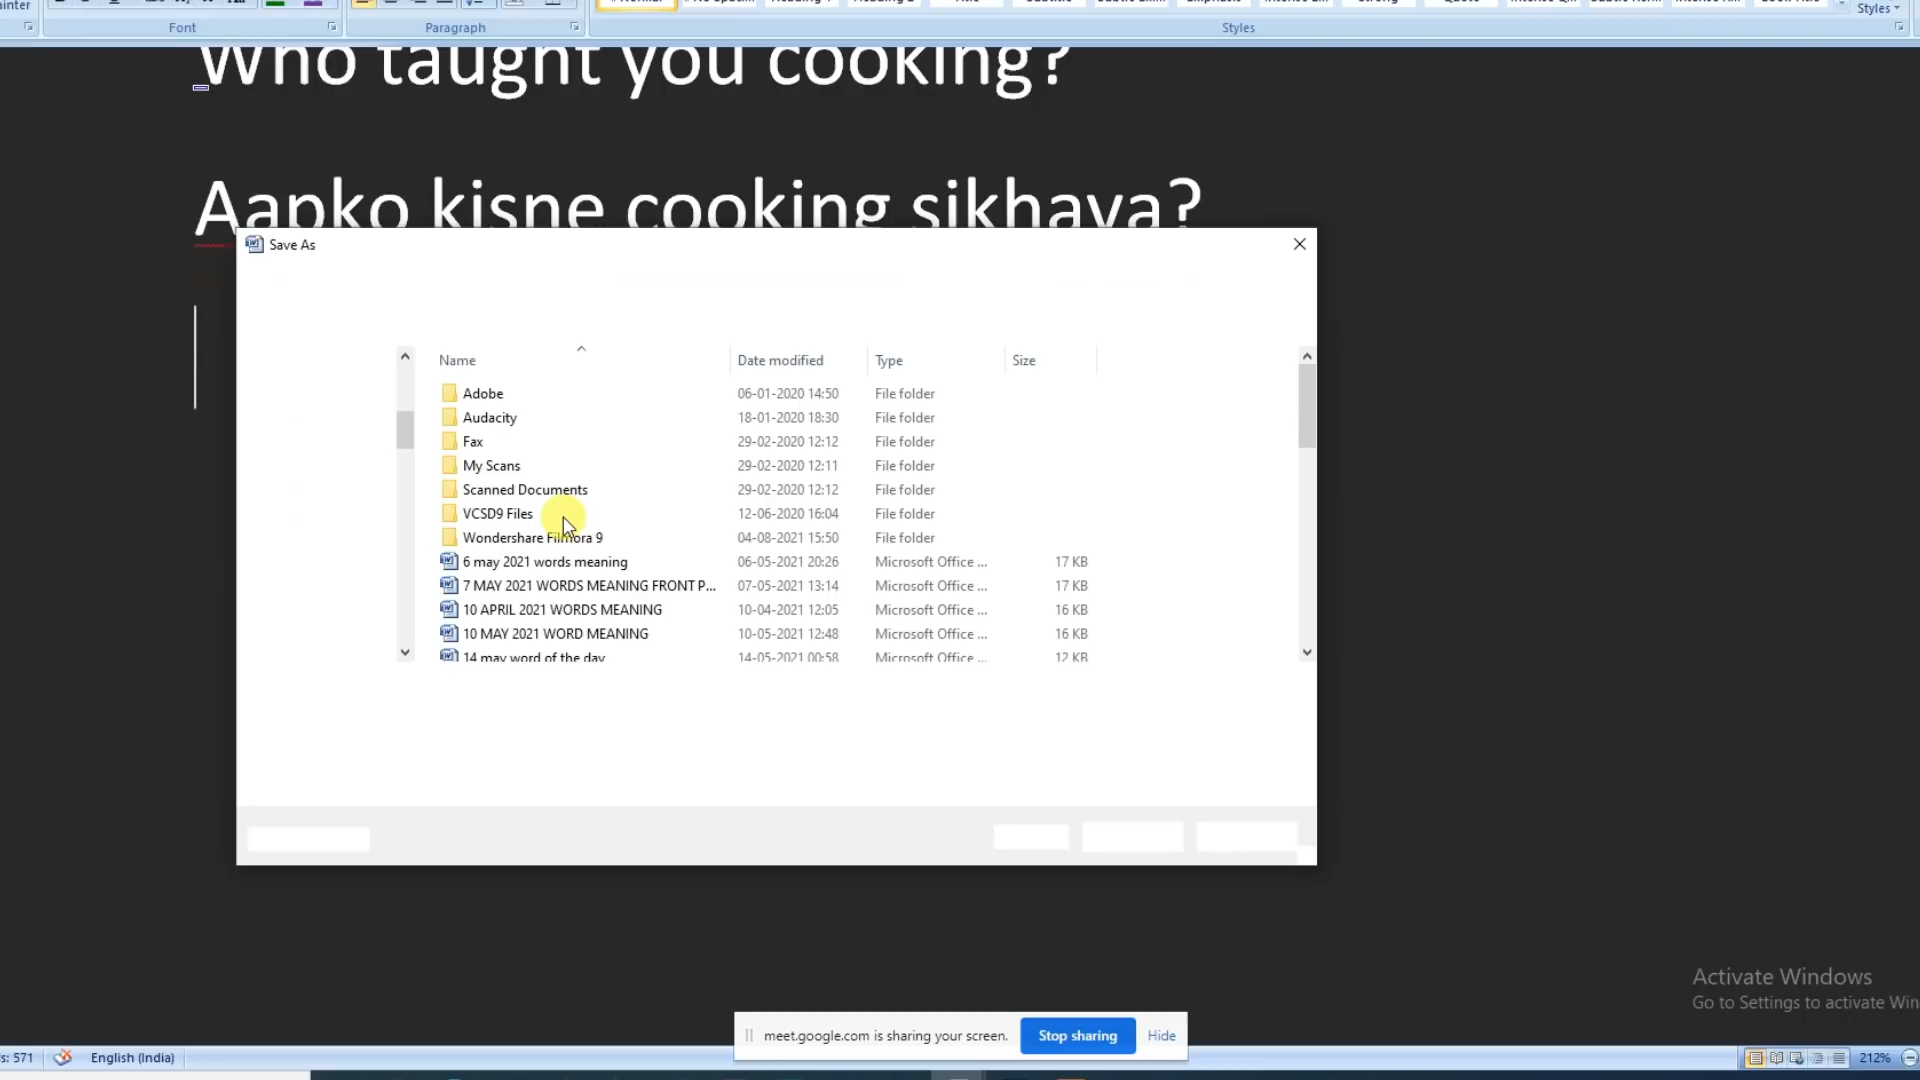 Styles
Font
Paragraph
Styles
Who taught you cooking?
Aapko kisne cooking sikhaya?
Save As
Name Date modified Type Size
Adobe 06-01-2020 14:50 File folder
Audacity 18-01-2020 18:30 File folder
Fax 29-02-2020 12:12 File folder
My Scans 29-02-2020 12:11 File folder
Scanned Documents 29-02-2020 12:12 File folder
VCSD9 Files 12-06-2020 16:04 File folder
Wondershare Filmora 9 04-08-2021 15:50 File folder
6 may 2021 words meaning 06-05-2021 20:26 Microsoft Office ... 17 KB
7 MAY 2021 WORDS MEANING FRONT P... 07-05-2021 13:14 Microsoft Office ... 17 KB
10 APRIL 2021 WORDS MEANING 10-04-2021 12:05 Microsoft Office ... 16 KB
10 MAY 2021 WORD MEANING 10-05-2021 12:48 Microsoft Office ... 16 KB
14 may word of the day 14-05-2021 00:58 Microsoft Office ... 12 KB
Activate Windows
Go to Settings to activate Win
meet.google.com is sharing your screen. Stop sharing Hide
s: 571 English (India) 212%